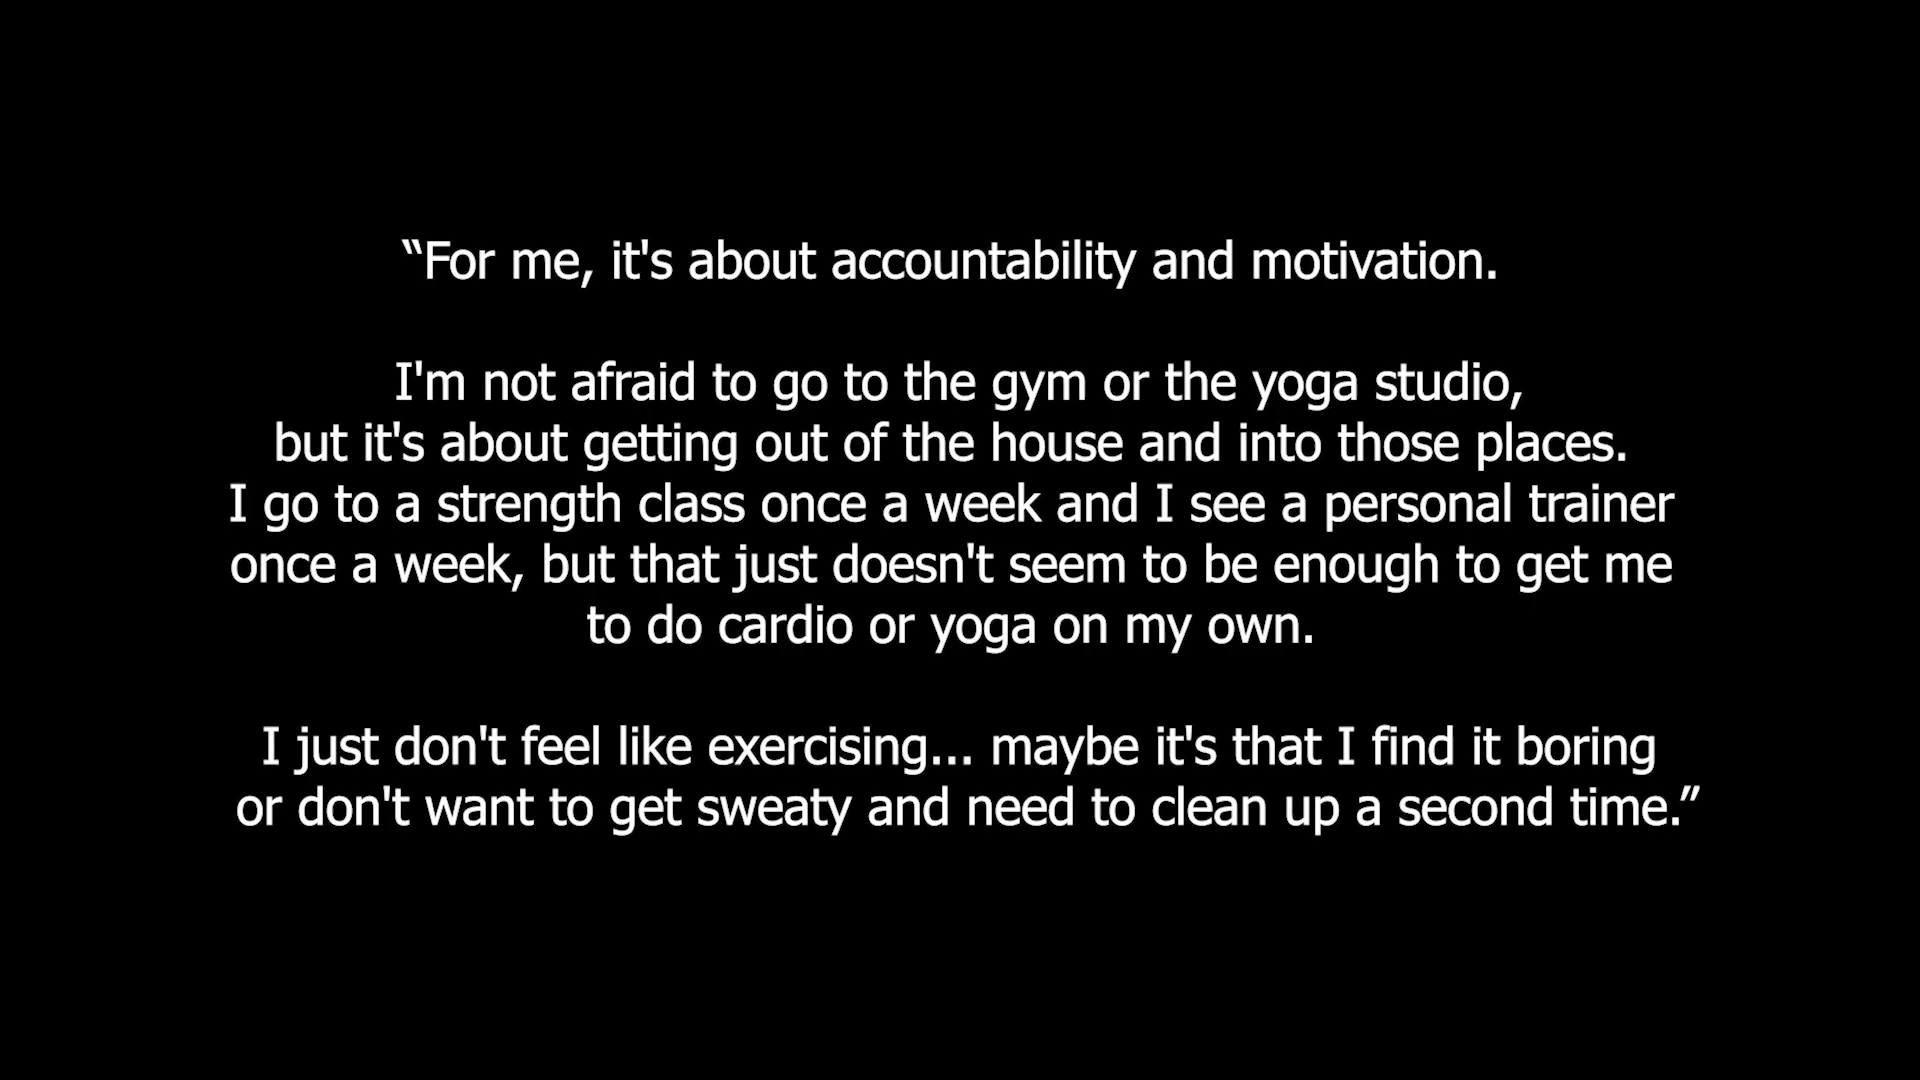 “For me, it's about accountability and motivation.
I'm not afraid to go to the gym or the yoga studio,
but it's about getting out of the house and into those places.
I go to a strength class once a week and I see a personal trainer
once a week, but that just doesn't seem to be enough to get me
to do cardio or yoga on my own.
I just don't feel like exercising... maybe it's that I find it boring
or don't want to get sweaty and need to clean up a second time.”